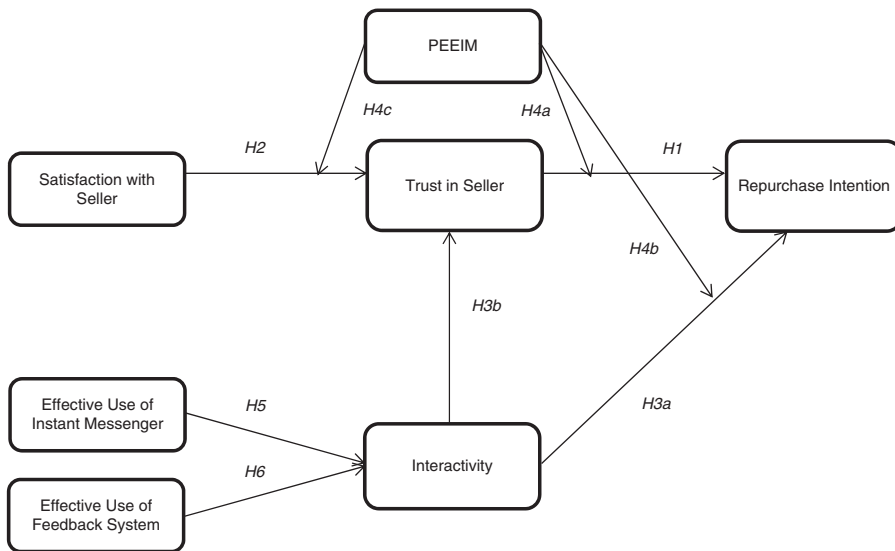 PEEIM
H4c
H4a
H2
H1
Satisfaction with
Seller
Trust in Seller
Repurchase Intention
H4b
H3b
Effective Use of
Instant Messenger
H5
H3a
Interactivity
H6
Effective Use of
Feedback System